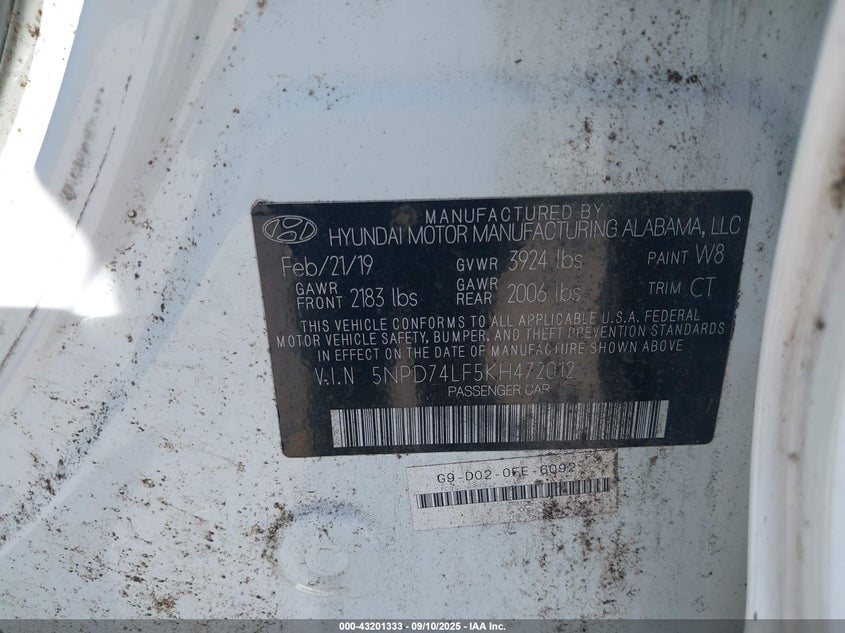 MANUFACTURED BY
HYUNDAI MOTOR MANUFACTURING ALABAMA, LLC
Feb/21/19 GVWR 3924 lbs PAINT W8
GAWR FRONT 2183 lbs GAWR REAR 2006 lbs TRIM CT
THIS VEHICLE CONFORMS TO ALL APPLICABLE U.S.A. FEDERAL
MOTOR VEHICLE SAFETY, BUMPER, AND THEFT PREVENTION STANDARDS
IN EFFECT ON THE DATE OF MANUFACTURE SHOWN ABOVE
V.I.N 5NPD74LF5KH472012
PASSENGER CAR
G9-D02-0FE-6092
000-43201333 - 09/10/2025 - IAA Inc.